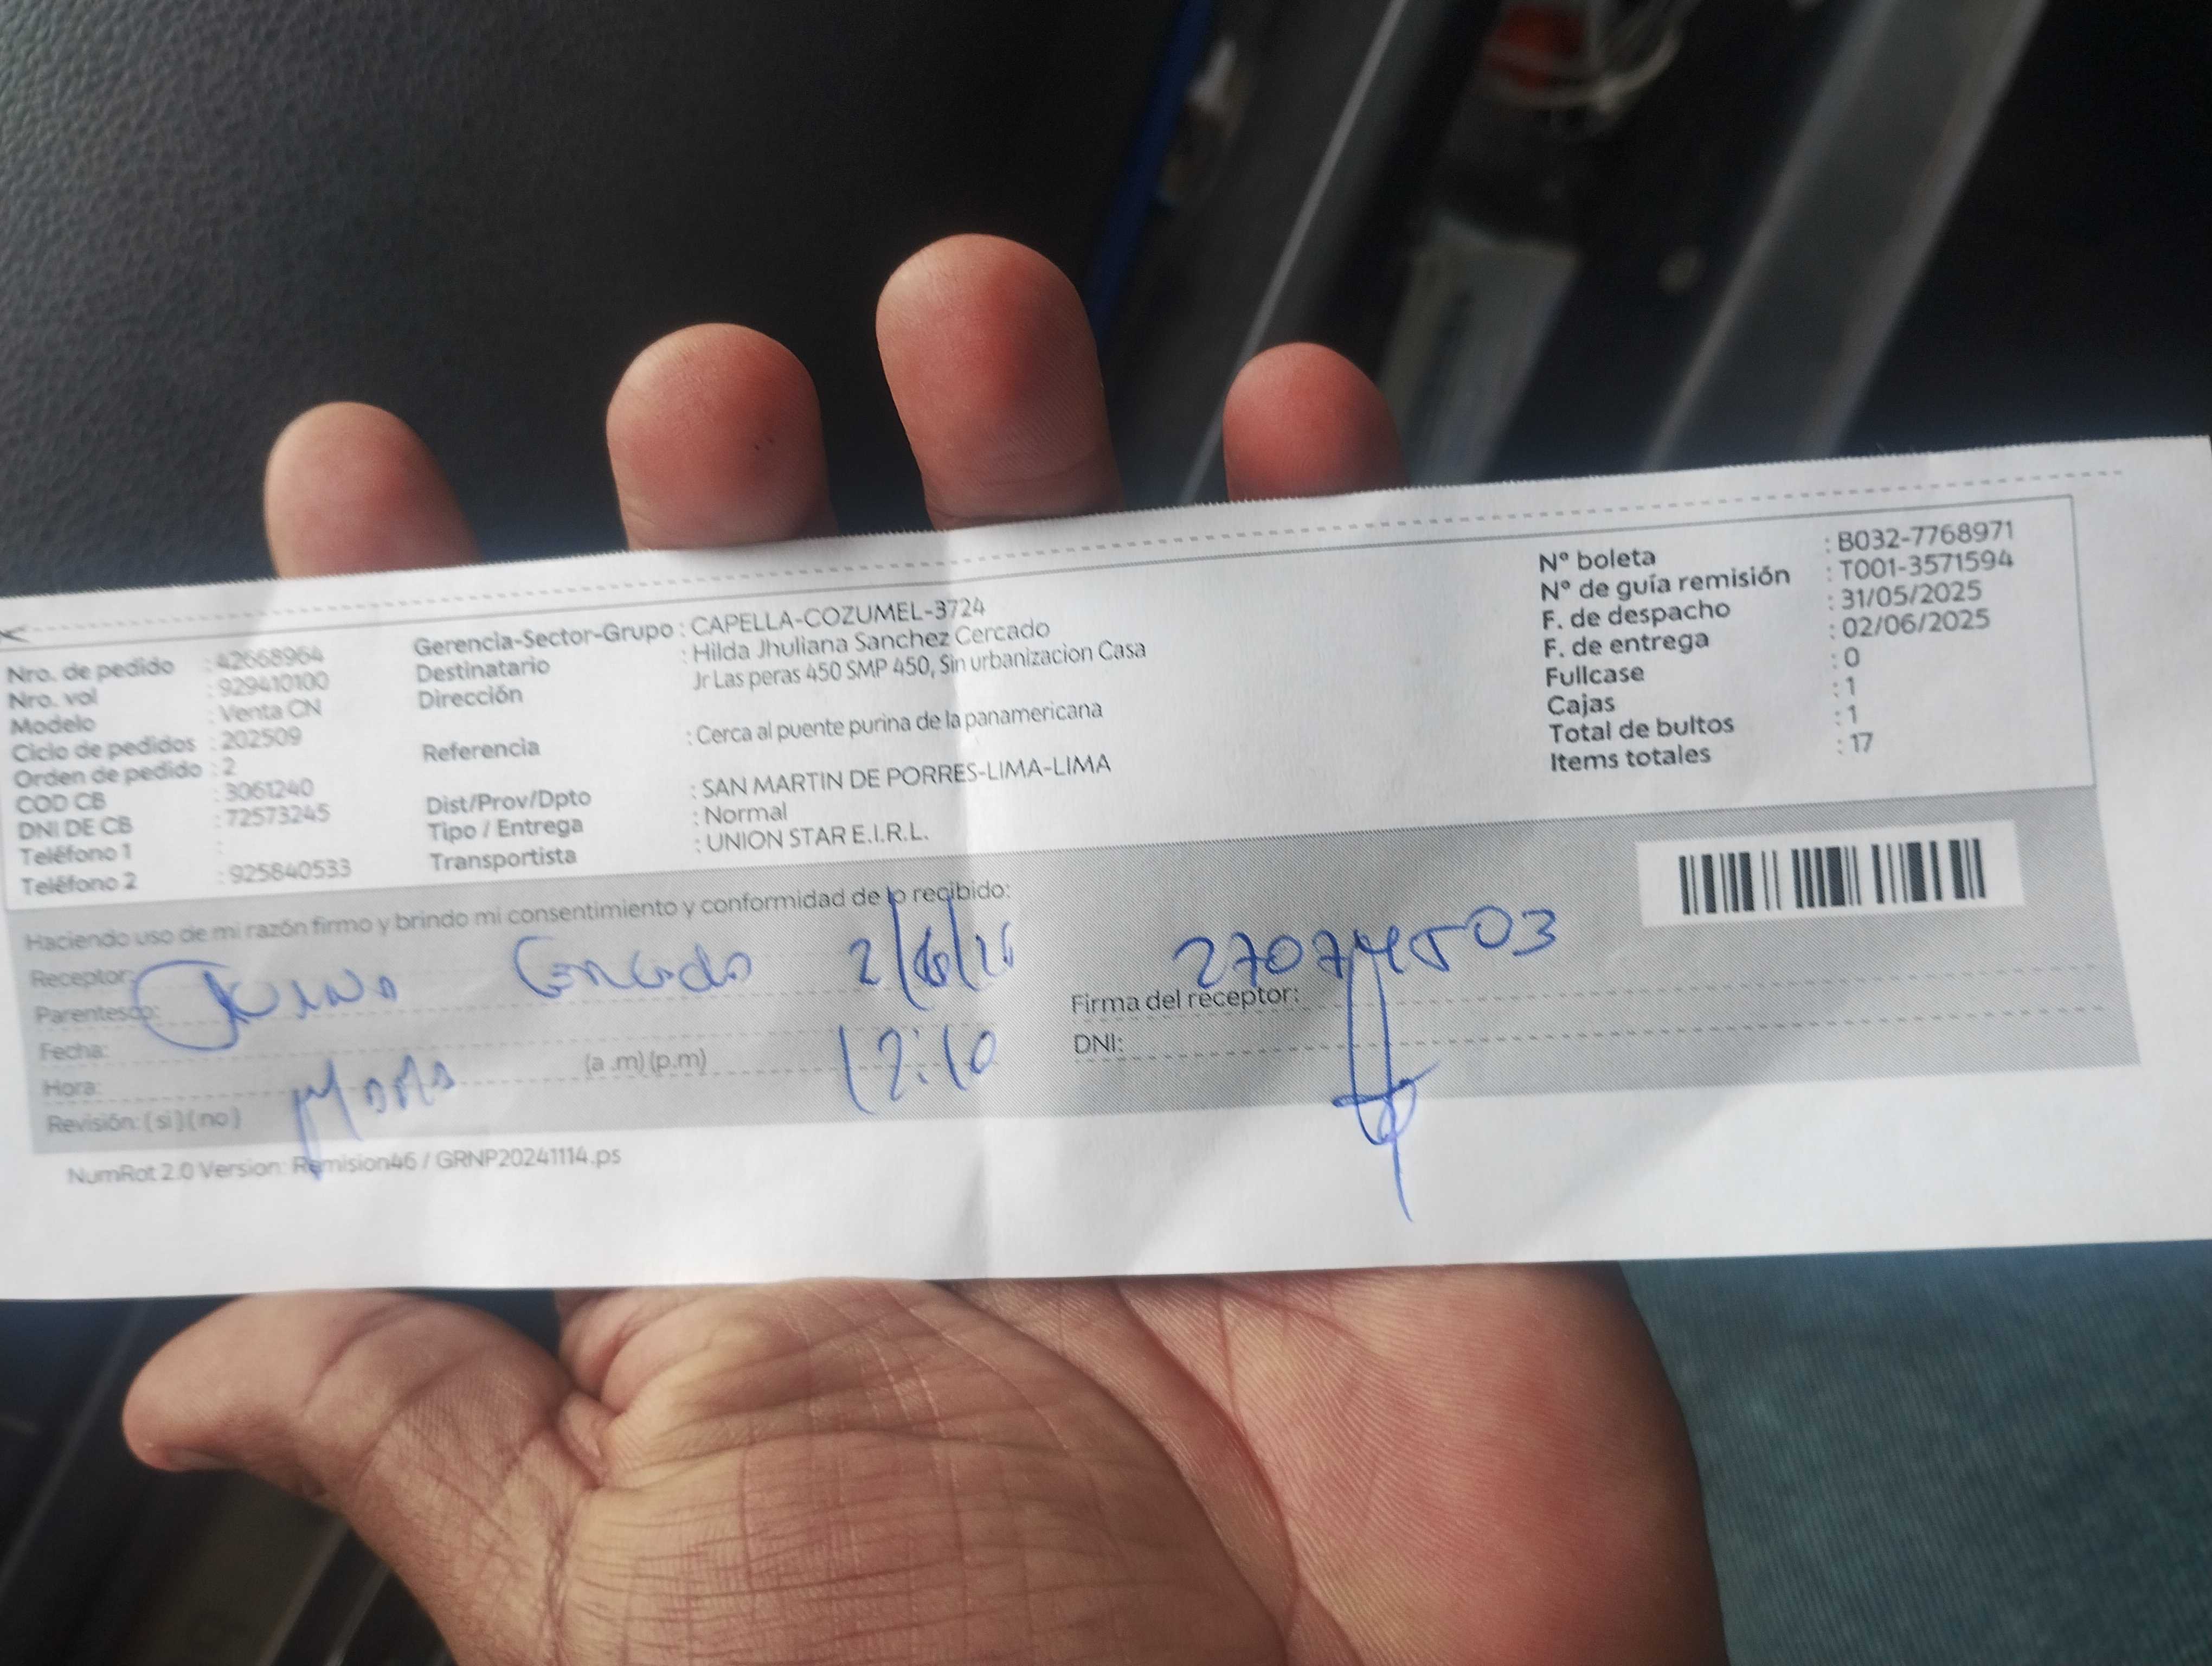 Nro. de pedido : 42668964
Nro. vol : 929410100
Modelo : Venta CN
Ciclo de pedidos : 202509
Orden de pedido : 2
COD CB : 3061240
DNI DE CB : 72573245
Teléfono 1 :
Teléfono 2 : 925840533
Gerencia-Sector-Grupo : CAPELLA-COZUMEL-3724
Destinatario : Hilda Jhuliana Sanchez Cercado
Dirección Jr Las peras 450 SMP 450, Sin urbanizacion Casa
Referencia : Cerca al puente purina de la panamericana
Dist/Prov/Dpto : SAN MARTIN DE PORRES-LIMA-LIMA
Tipo / Entrega : Normal
Transportista : UNION STAR E.I.R.L.
N° boleta : B032-7768971
N° de guía remisión : T001-3571594
F. de despacho : 31/05/2025
F. de entrega : 02/06/2025
Fullcase : 0
Cajas : 1
Total de bultos : 1
Items totales : 17
Haciendo uso de mi razón firmo y brindo mi consentimiento y conformidad de lo recibido:
Receptor: Cercado
Parentesco:
Fecha:
Hora: (a .m) (p.m) 12:10
Revisión: ( si ) ( no )
Firma del receptor:
DNI:
NumRot 2.0 Version: Remision46 / GRNP20241114.ps